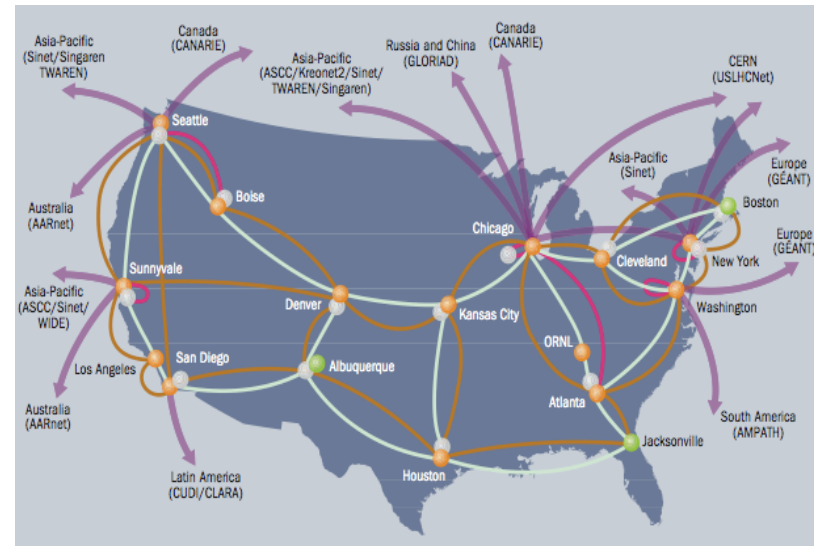 Canada
(CANARIE)
Asia-Pacific
(Sinet/Singaren
TWAREN)
Asia-Pacific
(ASCC/Kreonet2/Sinet/
TWAREN/Singaren)
Russia and China
(GLORIAD)
Canada
(CANARIE)
CERN
(USLHCNet)
Asia-Pacific
(Sinet)
Europe
(GÉANT)
Seattle
Boise
Boston
Australia
(AARnet)
Chicago
Europe
(GÉANT)
Cleveland
New York
Sunnyvale
Asia-Pacific
(ASCC/Sinet/
WIDE)
Denver
Kansas City
Washington
ORNL
Los Angeles
San Diego
Albuquerque
Atlanta
Australia
(AARnet)
South America
(AMPATH)
Jacksonville
Latin America
(CUDI/CLARA)
Houston